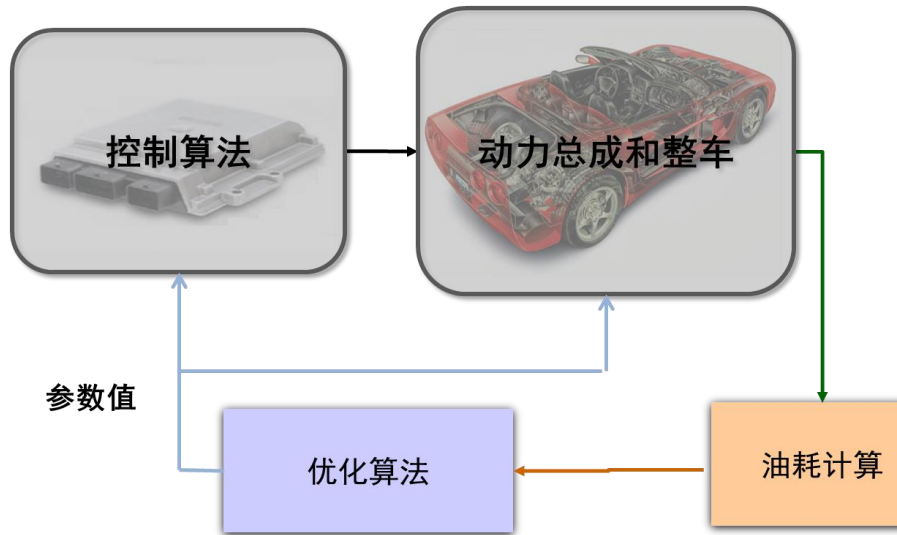 控制算法
动力总成和整车
参数值
优化算法
油耗计算